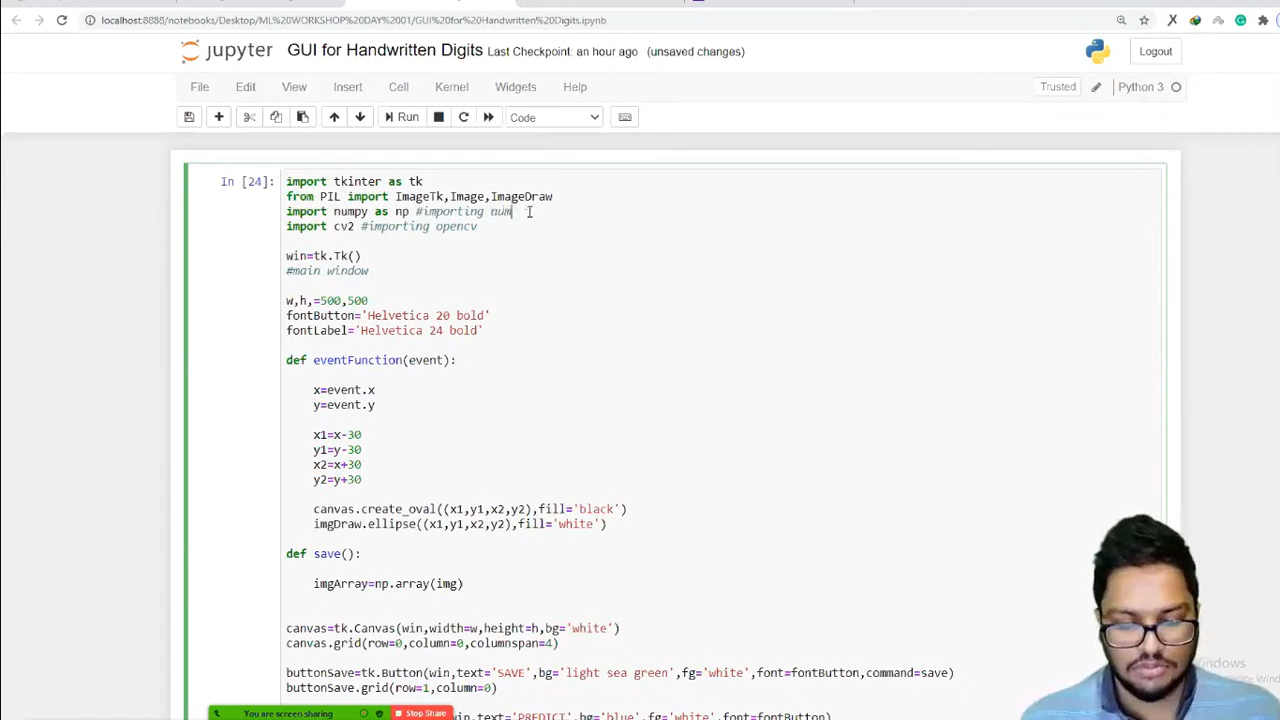 localhost:8888/notebooks/Desktop/ML%20WORKSHOP%20DAY%2001/GUI%20for%20Handwritten%20Digits.ipynb
jupyter GUI for Handwritten Digits Last Checkpoint: an hour ago (unsaved changes) Logout
File Edit View Insert Cell Kernel Widgets Help Trusted Python 3
Run Code
In [24]:
import tkinter as tk
from PIL import ImageTk,Image,ImageDraw
import numpy as np #importing num
import cv2 #importing opencv
win=tk.Tk()
#main window
w,h,=500,500
fontButton='Helvetica 20 bold'
fontLabel='Helvetica 24 bold'
def eventFunction(event):
x=event.x
y=event.y
x1=x-30
y1=y-30
x2=x+30
y2=y+30
canvas.create_oval((x1,y1,x2,y2),fill='black')
imgDraw.ellipse((x1,y1,x2,y2),fill='white')
def save():
imgArray=np.array(img)
canvas=tk.Canvas(win,width=w,height=h,bg='white')
canvas.grid(row=0,column=0,columnspan=4)
buttonSave=tk.Button(win,text='SAVE',bg='light sea green',fg='white',font=fontButton,command=save)
buttonSave.grid(row=1,column=0)
win,text='PREDICT',bg='blue',fg='white',font=fontButton)
You are screen sharing Stop Share